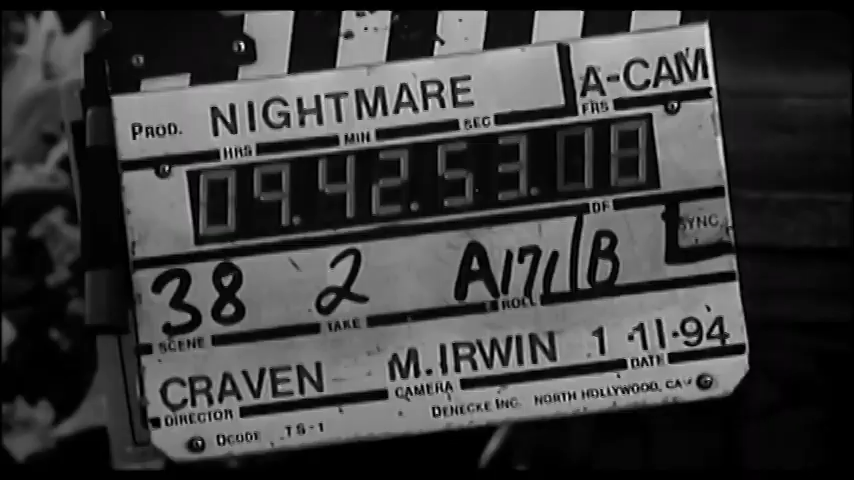 PROD. NIGHTMARE A-CAM
HRS MIN SEC FRS
09.42.53.08
DF
SYNC
38 2 A171/B
SCENE TAKE ROLL
CRAVEN M. IRWIN 1-11-94
DIRECTOR CAMERA DATE
DCODE TS-1 DENECKE INC. NORTH HOLLYWOOD, CA